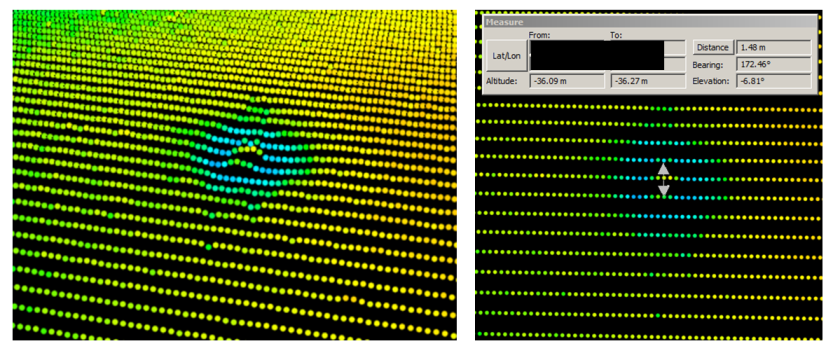 Measure
From: To:
Lat/Lon Distance 1.48 m
Bearing: 172.46°
Altitude: -36.09 m -36.27 m Elevation: -6.81°